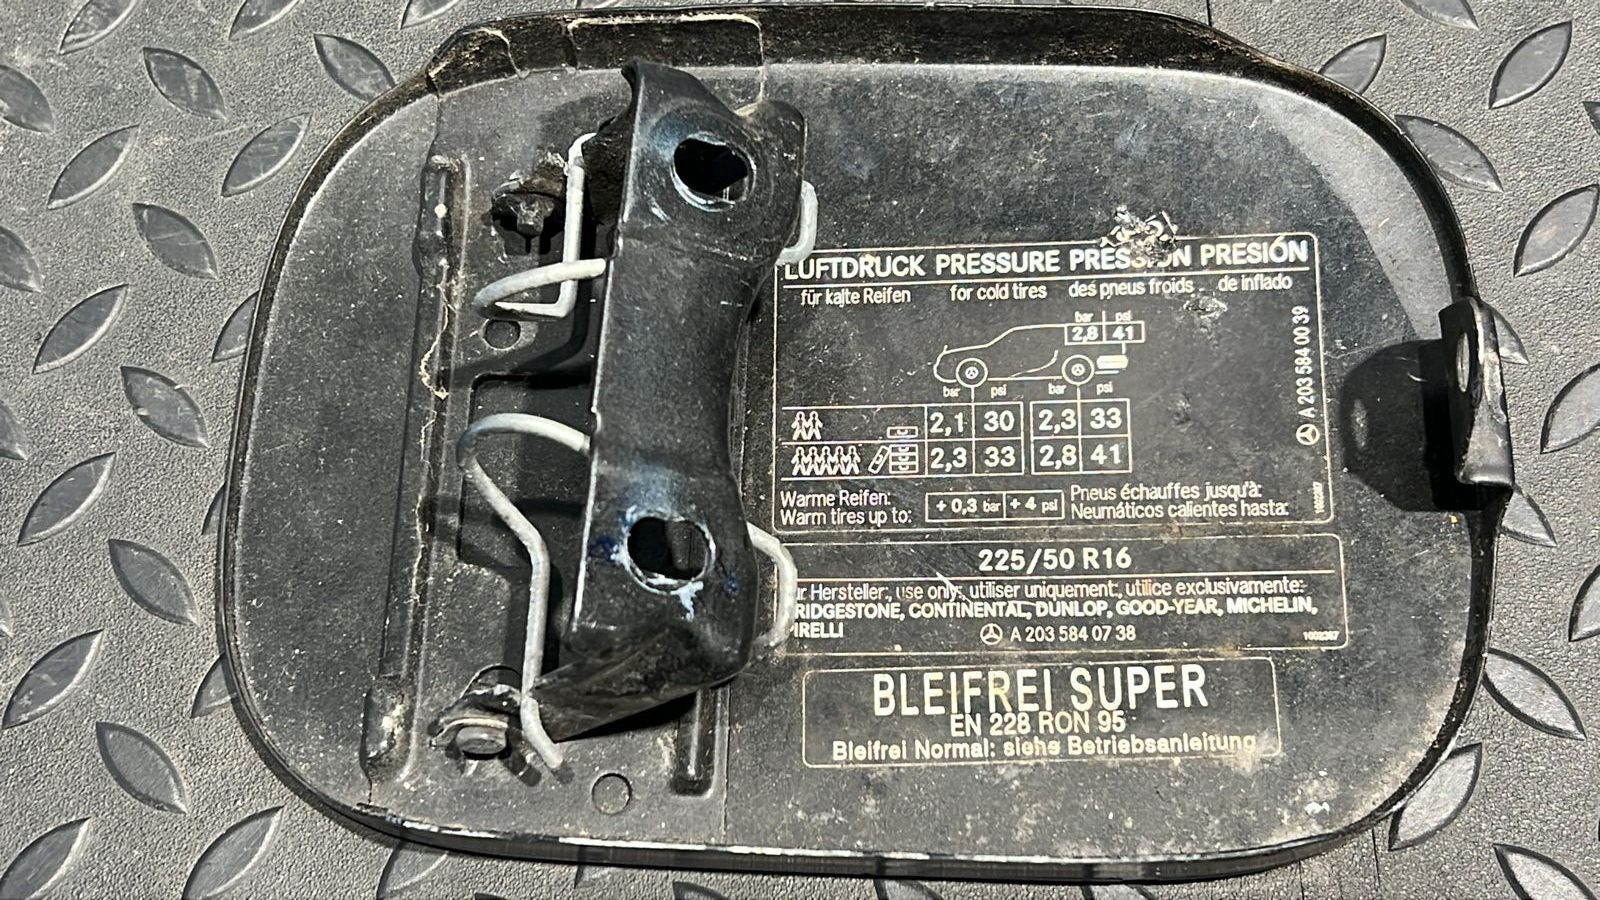 LUFTDRUCK PRESSURE PRESSION PRESIÓN
für kalte Reifen for cold tires des pneus froids de inflado
bar psi
2,8 41
bar psi bar psi
2,1 30 2,3 33
2,3 33 2,8 41
Warme Reifen: Pneus échauffes jusqu'à:
+ 0,3 bar + 4 psi
Warm tires up to: Neumáticos calientes hasta:
A 203 584 00 39
1002367
225/50 R16
Hersteller:, use only:, utiliser uniquement:, utilice exclusivamente:
BRIDGESTONE, CONTINENTAL, DUNLOP, GOOD-YEAR, MICHELIN,
PIRELLI A 203 584 07 38 1002367
BLEIFREI SUPER
EN 228 RON 95
Bleifrei Normal: siehe Betriebsanleitung